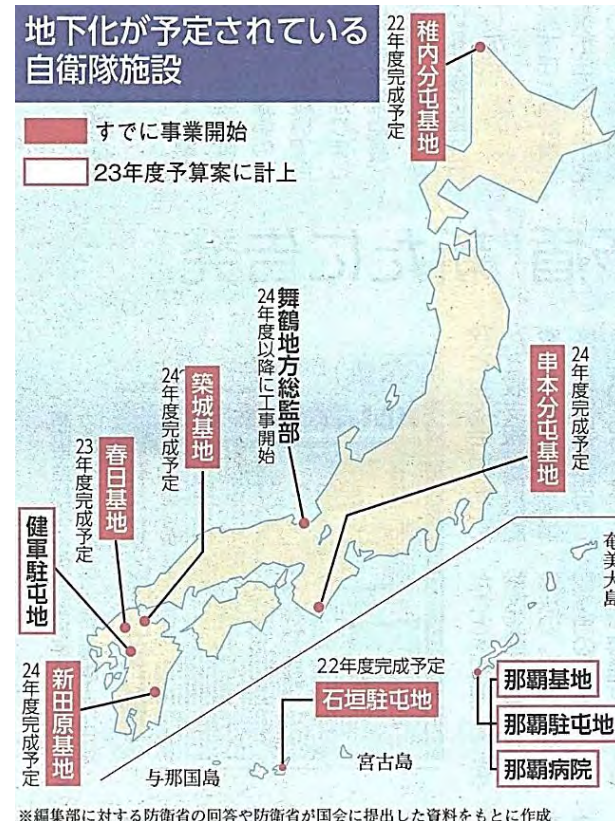 地下化が予定されている
自衛隊施設
すでに事業開始
23年度予算案に計上
稚内分屯基地
22年度完成予定
舞鶴地方総監部
24年度以降に工事開始
串本分屯基地
24年度完成予定
築城基地
24年度完成予定
春日基地
23年度完成予定
健軍駐屯地
新田原基地
24年度完成予定
22年度完成予定
石垣駐屯地
与那国島
宮古島
奄美大島
那覇基地
那覇駐屯地
那覇病院
※編集部に対する防衛省の回答や防衛省が国会に提出した資料をもとに作成